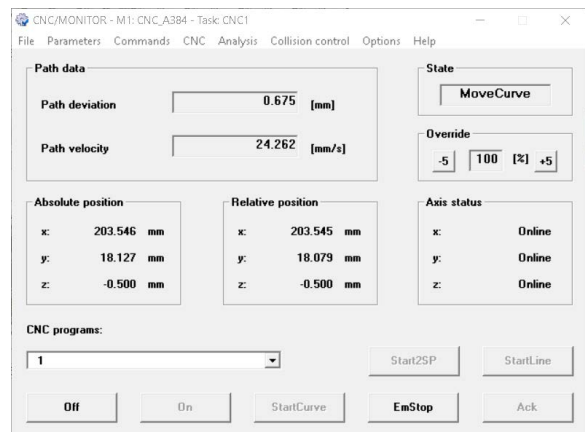 CNC/MONITOR - M1: CNC_A384 - Task: CNC1
File Parameters Commands CNC Analysis Collision control Options Help
Path data
Path deviation 0.675 [mm]
Path velocity 24.262 [mm/s]
State
MoveCurve
Override
-5 100 [%] +5
Absolute position
x: 203.546 mm
y: 18.127 mm
z: -0.500 mm
Relative position
x: 203.545 mm
y: 18.079 mm
z: -0.500 mm
Axis status
x: Online
y: Online
z: Online
CNC programs:
1
Start2SP StartLine
Off On StartCurve EmStop Ack